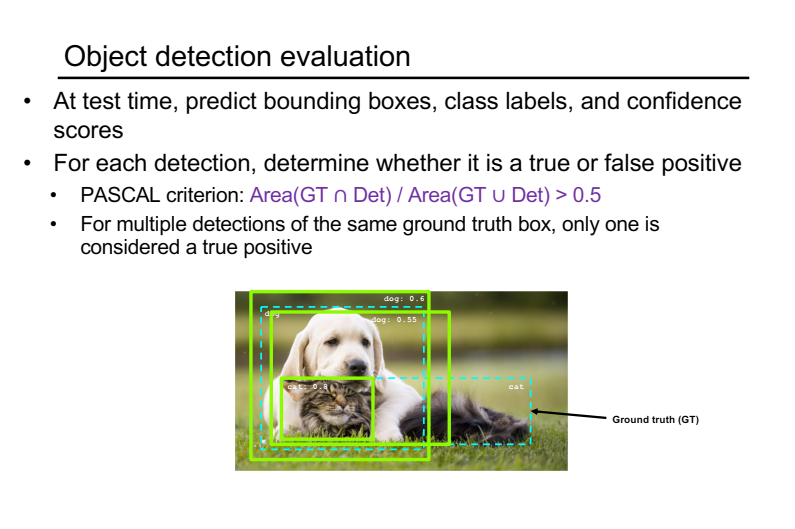 Object detection evaluation
• At test time, predict bounding boxes, class labels, and confidence
scores
• For each detection, determine whether it is a true or false positive
• PASCAL criterion: Area(GT ∩ Det) / Area(GT ∪ Det) > 0.5
• For multiple detections of the same ground truth box, only one is
considered a true positive
dog: 0.6
dog
dog: 0.55
cat: 0.8
cat
Ground truth (GT)